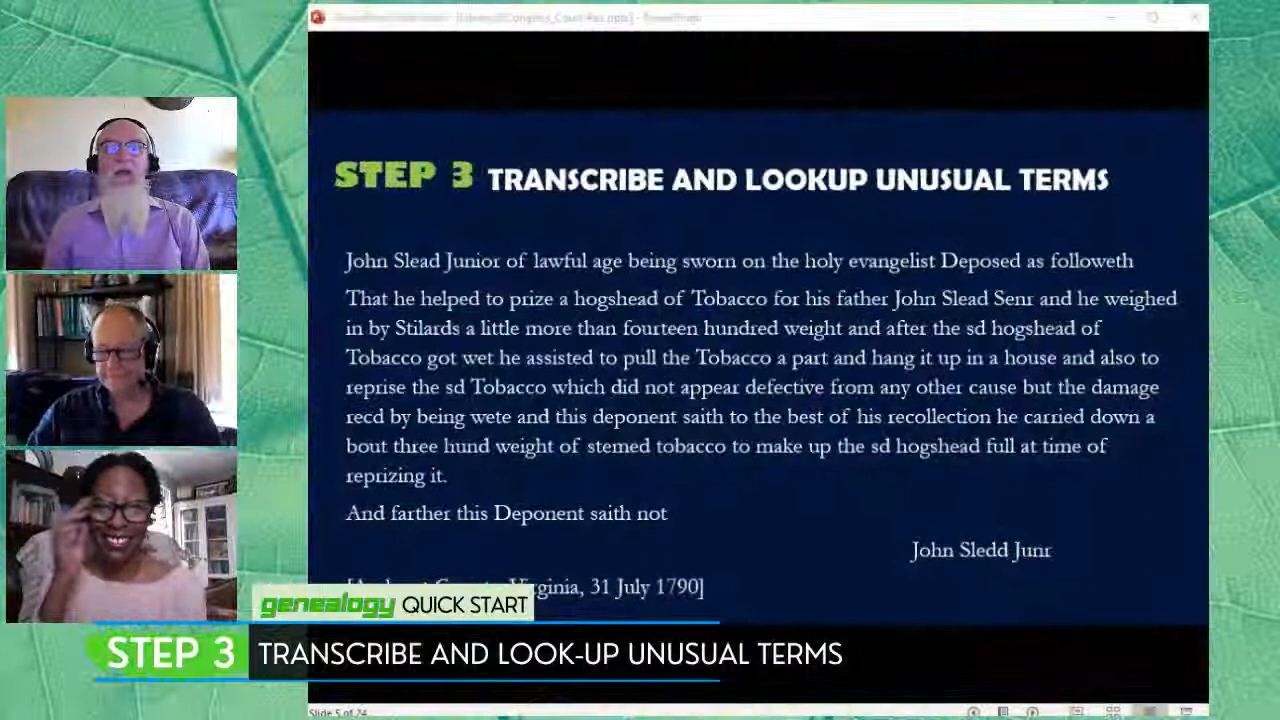 STEP 3 TRANSCRIBE AND LOOKUP UNUSUAL TERMS
John Slead Junior of lawful age being sworn on the holy evangelist Deposed as followeth
That he helped to prize a hogshead of Tobacco for his father John Slead Senr and he weighed
in by Stilards a little more than fourteen hundred weight and after the sd hogshead of
Tobacco got wet he assisted to pull the Tobacco a part and hang it up in a house and also to
reprise the sd Tobacco which did not appear defective from any other cause but the damage
recd by being wete and this deponent saith to the best of his recollection he carried down a
bout three hund weight of stemed tobacco to make up the sd hogshead full at time of
reprizing it.
And farther this Deponent saith not
John Sledd Junr
Virginia, 31 July 1790]
genealogy QUICK START
STEP 3 TRANSCRIBE AND LOOK-UP UNUSUAL TERMS
Slide 5 of 24